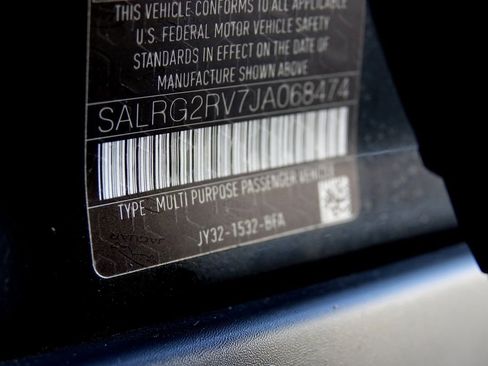 THIS VEHICLE CONFORMS TO ALL APPLICABLE
U.S. FEDERAL MOTOR VEHICLE SAFETY
STANDARDS IN EFFECT ON THE DATE OF
MANUFACTURE SHOWN ABOVE
SALRG2RV7JA068474
TYPE MULTI PURPOSE PASSENGER VEHICLE
JY32-1532-BFA
JAGUAR